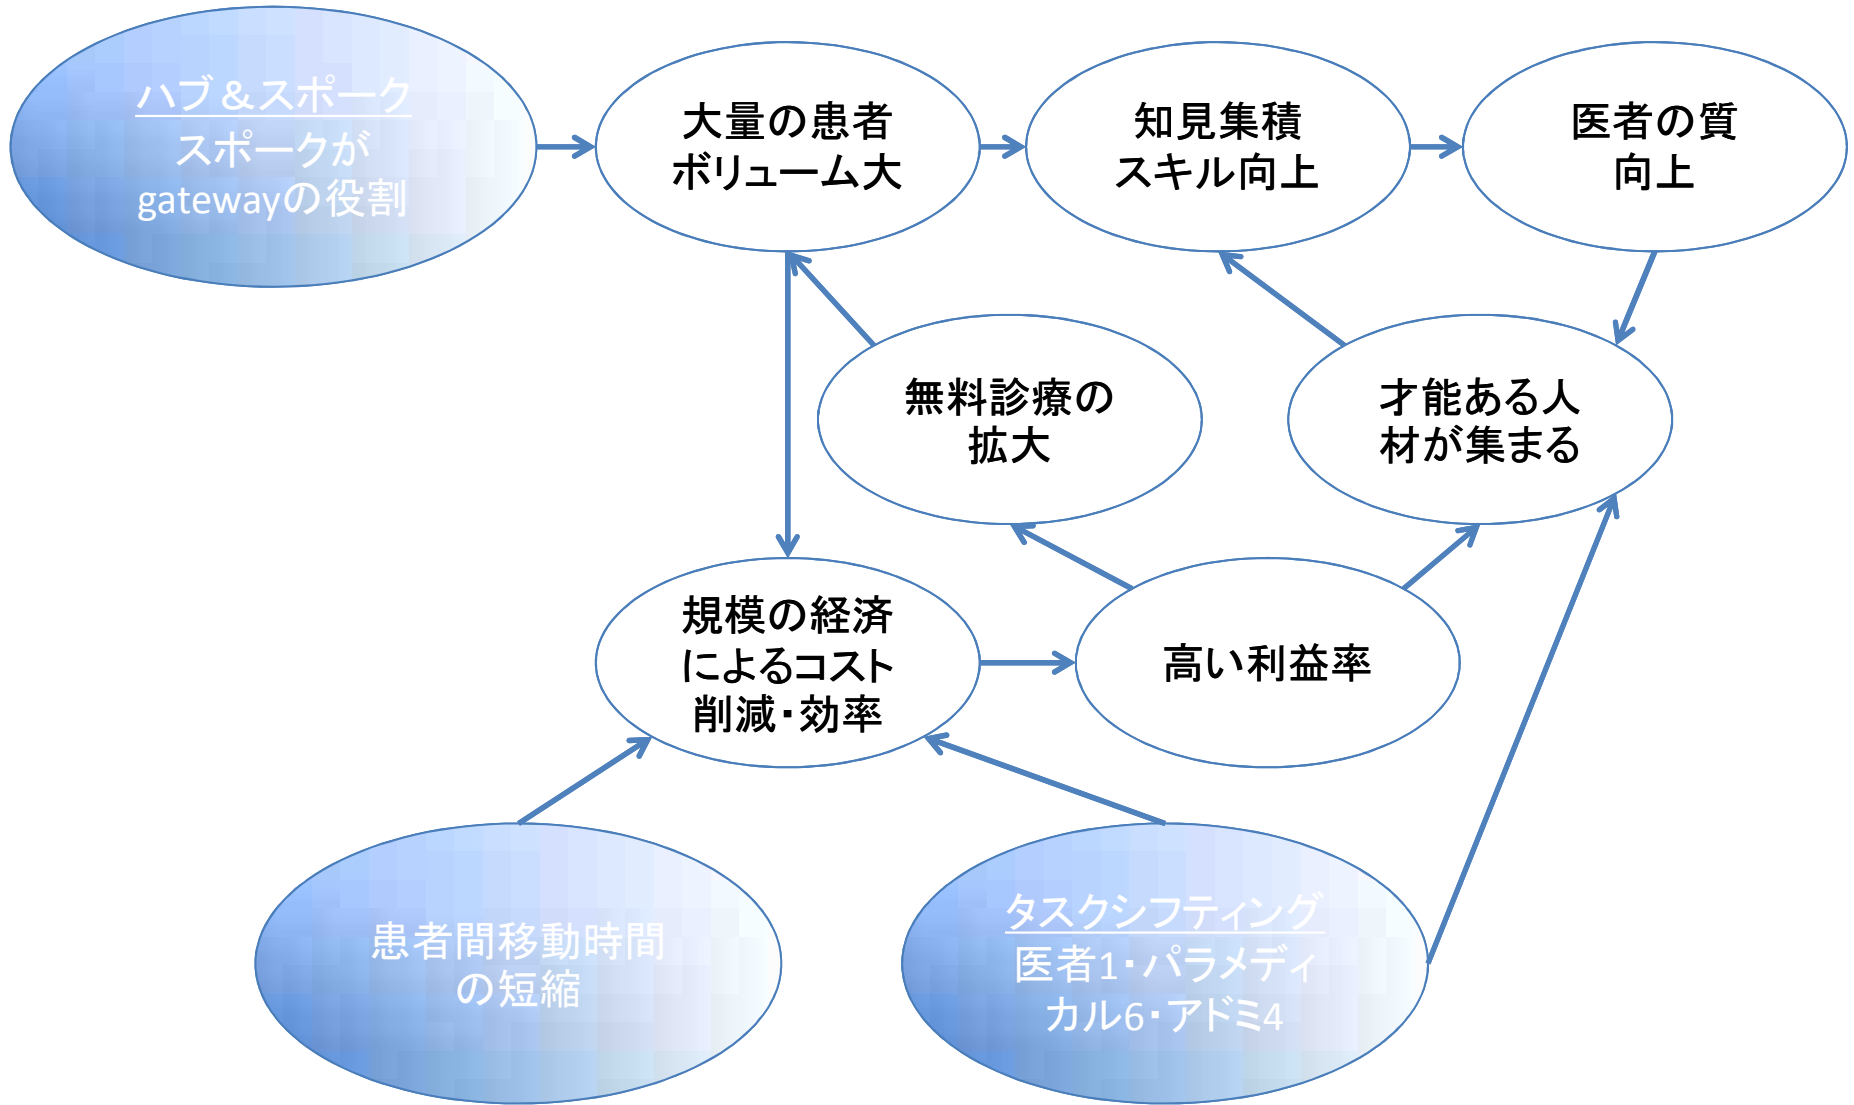 ハブ＆スポーク
スポークが
gatewayの役割
大量の患者
ボリューム大
知見集積
スキル向上
医者の質
向上
無料診療の
拡大
才能ある人
材が集まる
規模の経済
によるコスト
削減・効率
高い利益率
患者間移動時間
の短縮
タスクシフティング
医者1・パラメディ
カル6・アドミ4